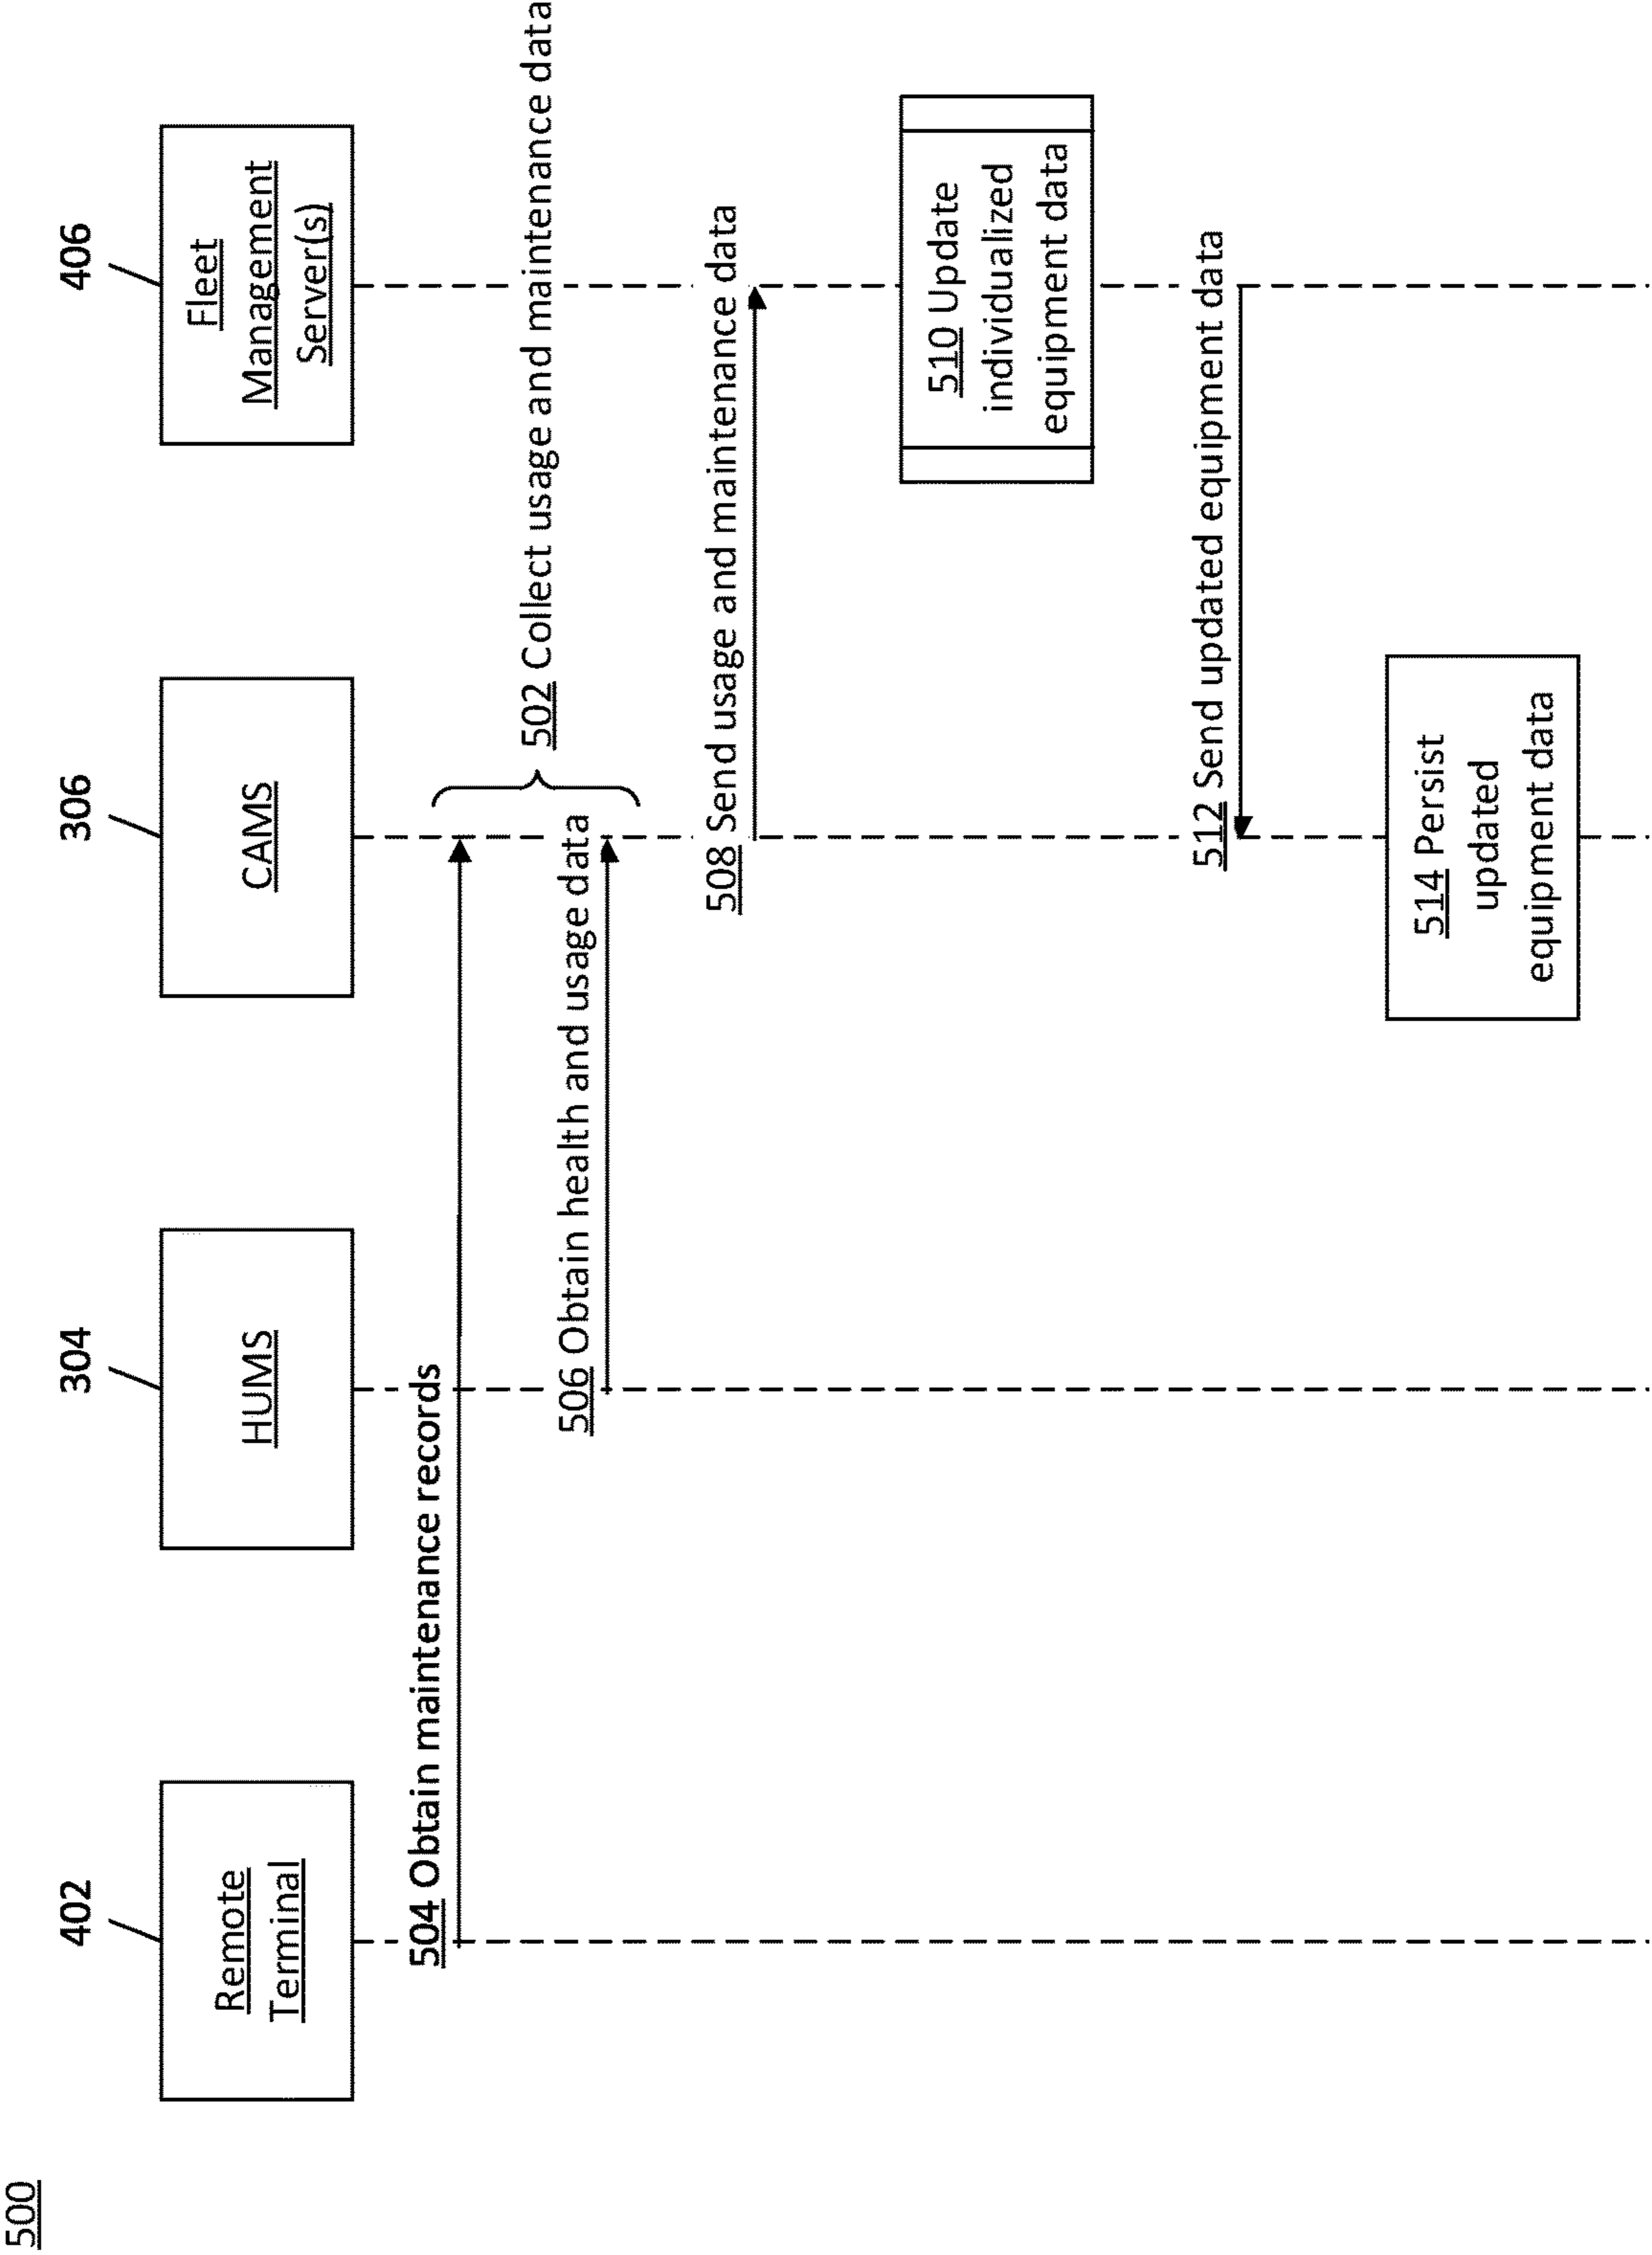 500
402
304
306
406
Remote
Terminal
HUMS
CAMS
Fleet
Management
Server(s)
504 Obtain maintenance records
502 Collect usage and maintenance data
506 Obtain health and usage data
508 Send usage and maintenance data
510 Update
individualized
equipment data
512 Send updated equipment data
514 Persist
updated
equipment data